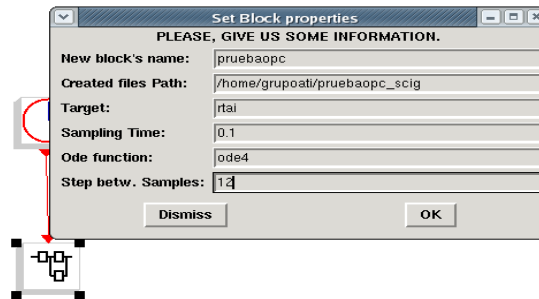 Set Block properties
PLEASE, GIVE US SOME INFORMATION.
New block's name: pruebaopc
Created files Path: /home/grupoati/pruebaopc_scig
Target: rtai
Sampling Time: 0.1
Ode function: ode4
Step betw. Samples: 12
Dismiss OK